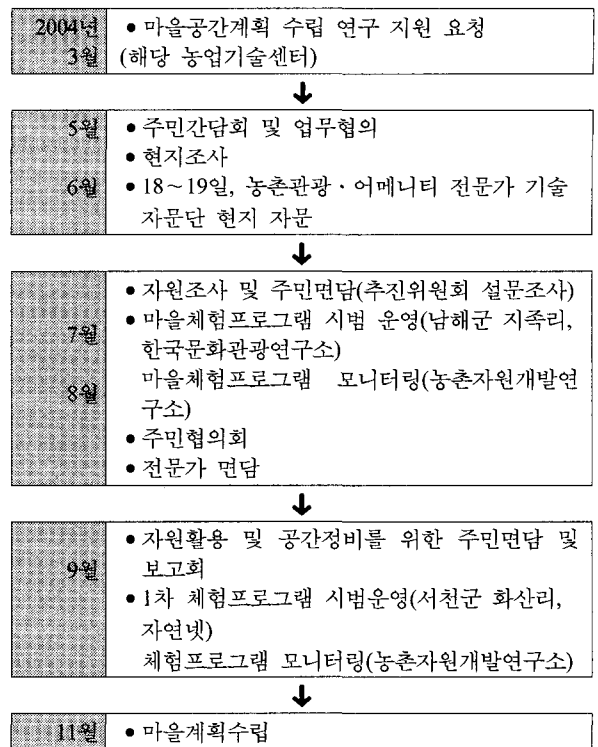 2004년 • 마을공간계획 수립 연구 지원 요청
3월 (해당 농업기술센터)
↓
5월 • 주민간담회 및 업무협의
• 현지조사
6월 • 18～19일, 농촌관광 · 어메니티 전문가 기술
자문단 현지 자문
↓
• 자원조사 및 주민면담(추진위원회 설문조사)
7월 • 마을체험프로그램 시범 운영(남해군 지족리,
한국문화관광연구소)
8월 마을체험프로그램 모니터링(농촌자원개발연
구소)
• 주민협의회
• 전문가 면담
↓
• 자원활용 및 공간정비를 위한 주민면담 및
9월 보고회
• 1차 체험프로그램 시범운영(서천군 화산리,
자연넷)
체험프로그램 모니터링(농촌자원개발연구소)
↓
11월 • 마을계획수립